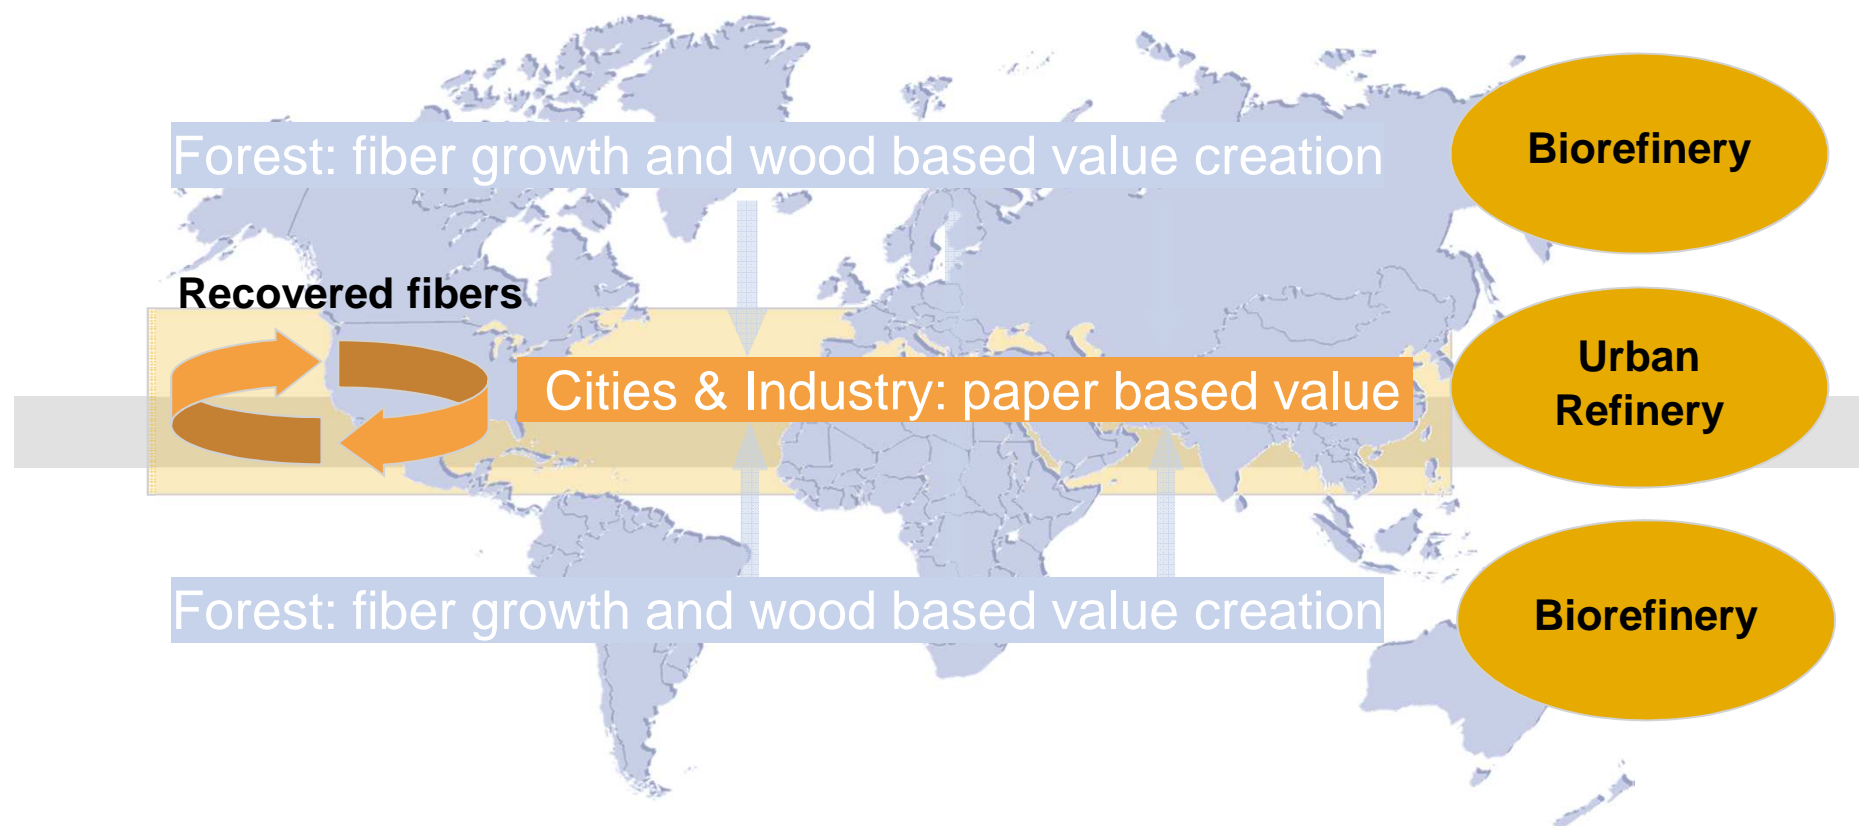 Forest: fiber growth and wood based value creation
Biorefinery
Recovered fibers
Cities & Industry: paper based value
Urban
Refinery
Forest: fiber growth and wood based value creation
Biorefinery